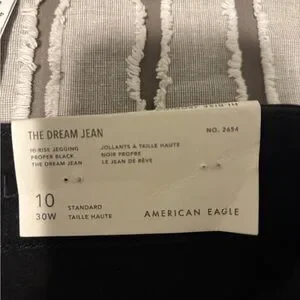 THE DREAM JEAN
NO. 2654
HI-RISE JEGGING
PROPER BLACK
THE DREAM JEAN
JOLLANTS À TAILLE HAUTE
NOIR PROPRE
LE JEAN DE RÊVE
10
30W
STANDARD
TAILLE HAUTE
AMERICAN EAGLE